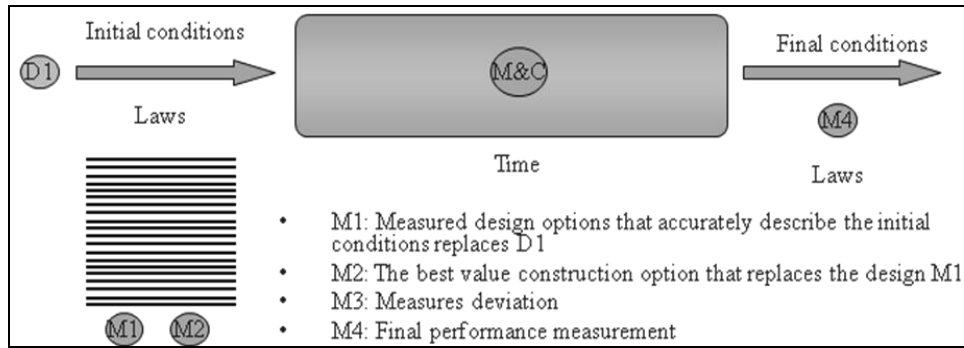 Initial conditions
D1
Laws
M&C
Time
Final conditions
M4
Laws
M1
M2
• M1: Measured design options that accurately describe the initial
conditions replaces D1
• M2: The best value construction option that replaces the design M1
• M3: Measures deviation
• M4: Final performance measurement